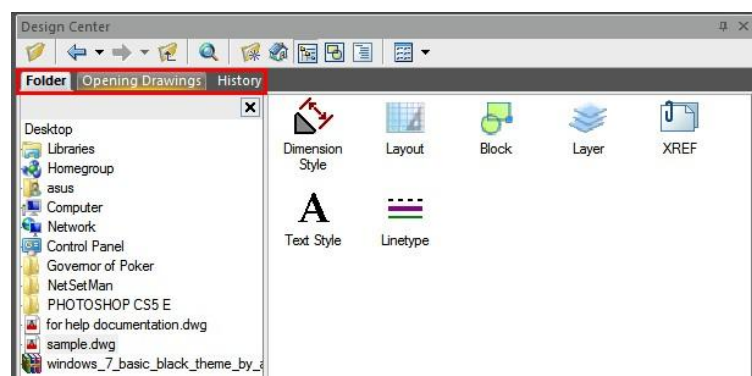 Design Center
Folder Opening Drawings History
Desktop
Libraries
Homegroup
asus
Computer
Network
Control Panel
Governor of Poker
NetSetMan
PHOTOSHOP CS5 E
for help documentation.dwg
sample.dwg
windows_7_basic_black_theme_by_a
Dimension
Style
Layout
Block
Layer
XREF
A
Text Style
Linetype